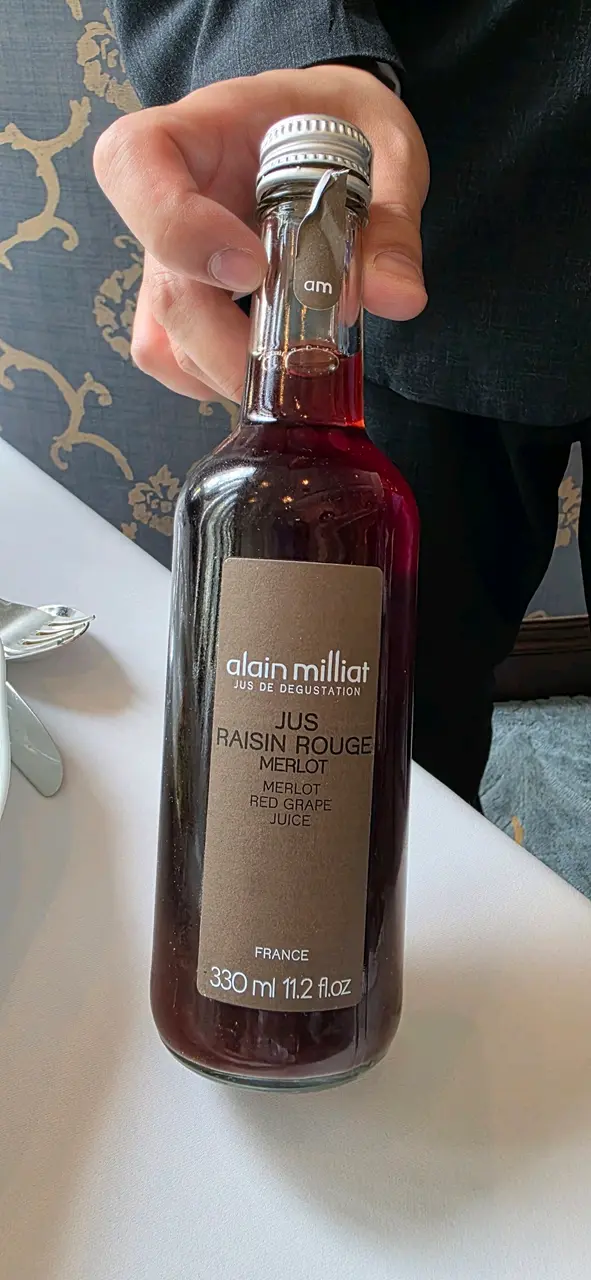 am
alain milliat
JUS DE DEGUSTATION
JUS
RAISIN ROUGE
MERLOT
MERLOT
RED GRAPE
JUICE
FRANCE
330 ml 11.2 fl.oz